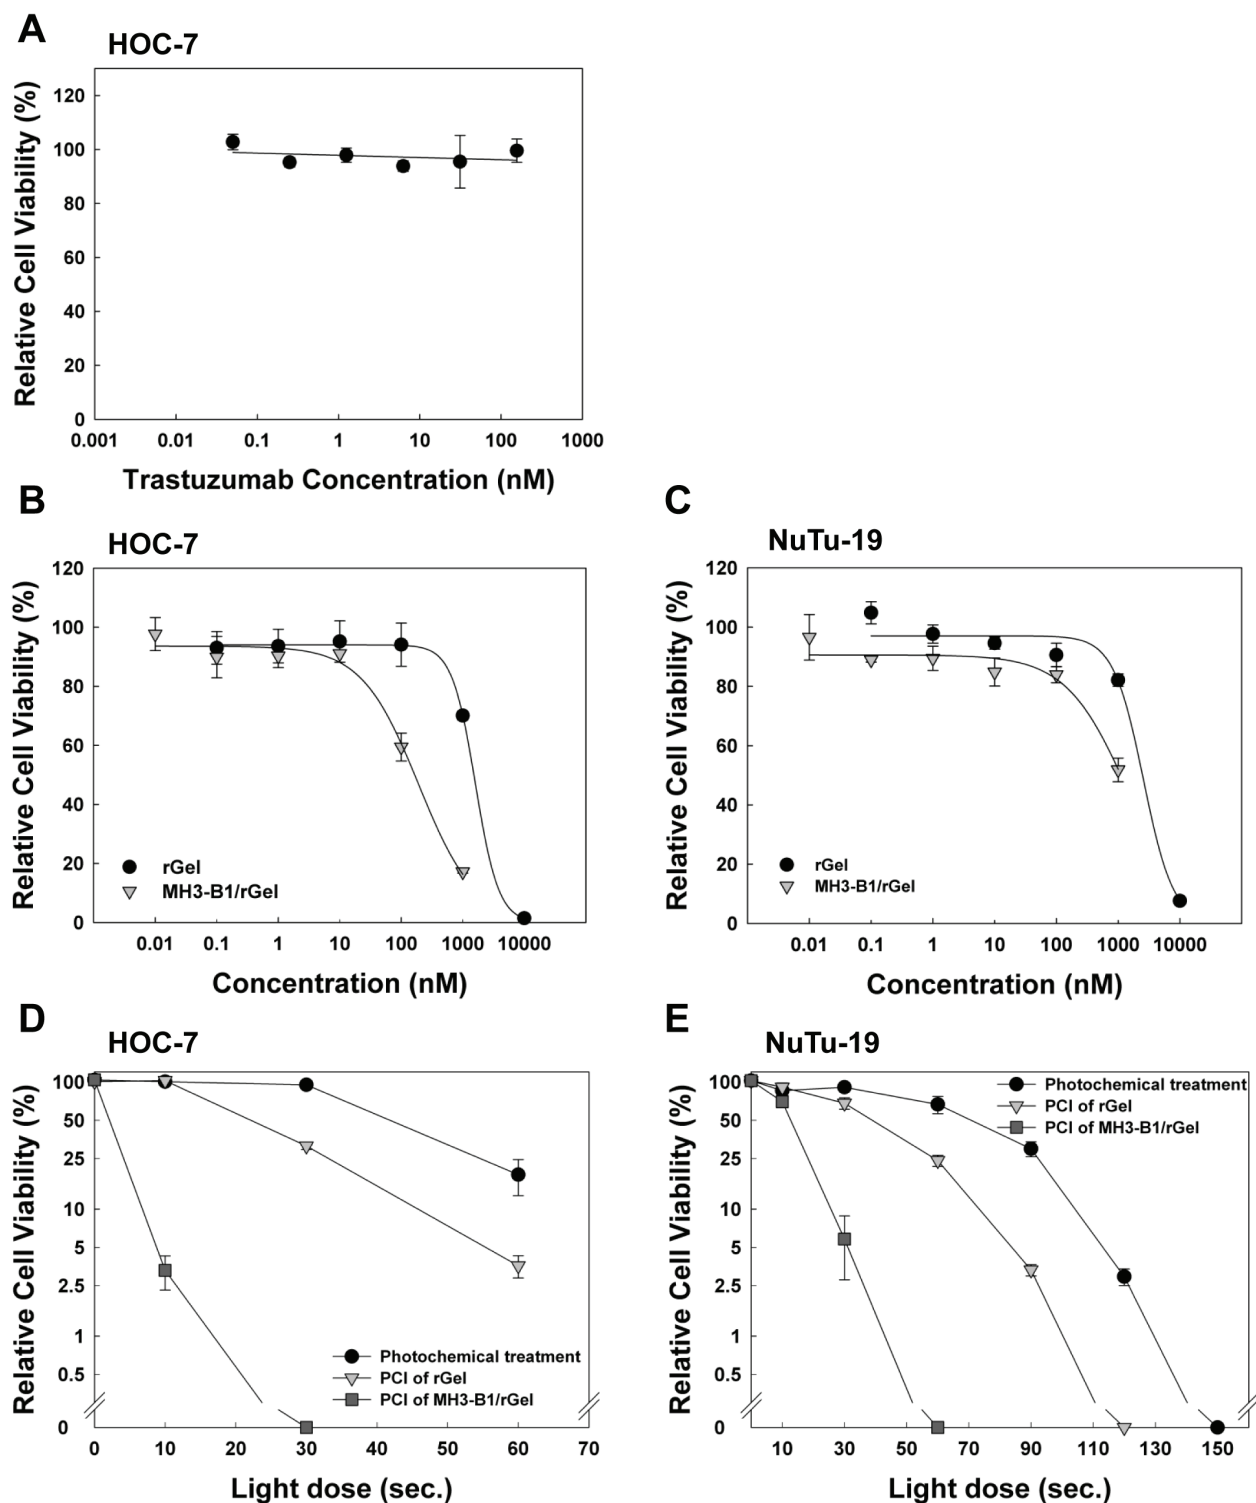 A
HOC-7
Relative Cell Viability (%)
120
100
80
60
40
20
0
0.001 0.01 0.1 1 10 100 1000
Trastuzumab Concentration (nM)
B
HOC-7
Relative Cell Viability (%)
120
100
80
60
40
20
0
rGel
MH3-B1/rGel
0.01 0.1 1 10 100 1000 10000
Concentration (nM)
C
NuTu-19
Relative Cell Viability (%)
120
100
80
60
40
20
0
rGel
MH3-B1/rGel
0.01 0.1 1 10 100 1000 10000
Concentration (nM)
D
HOC-7
Relative Cell Viability (%)
100
50
25
10
5
2.5
1
0.5
0
Photochemical treatment
PCI of rGel
PCI of MH3-B1/rGel
0 10 20 30 40 50 60 70
Light dose (sec.)
E
NuTu-19
Relative Cell Viability (%)
100
50
25
10
5
2.5
1
0.5
0
Photochemical treatment
PCI of rGel
PCI of MH3-B1/rGel
10 30 50 70 90 110 130 150
Light dose (sec.)